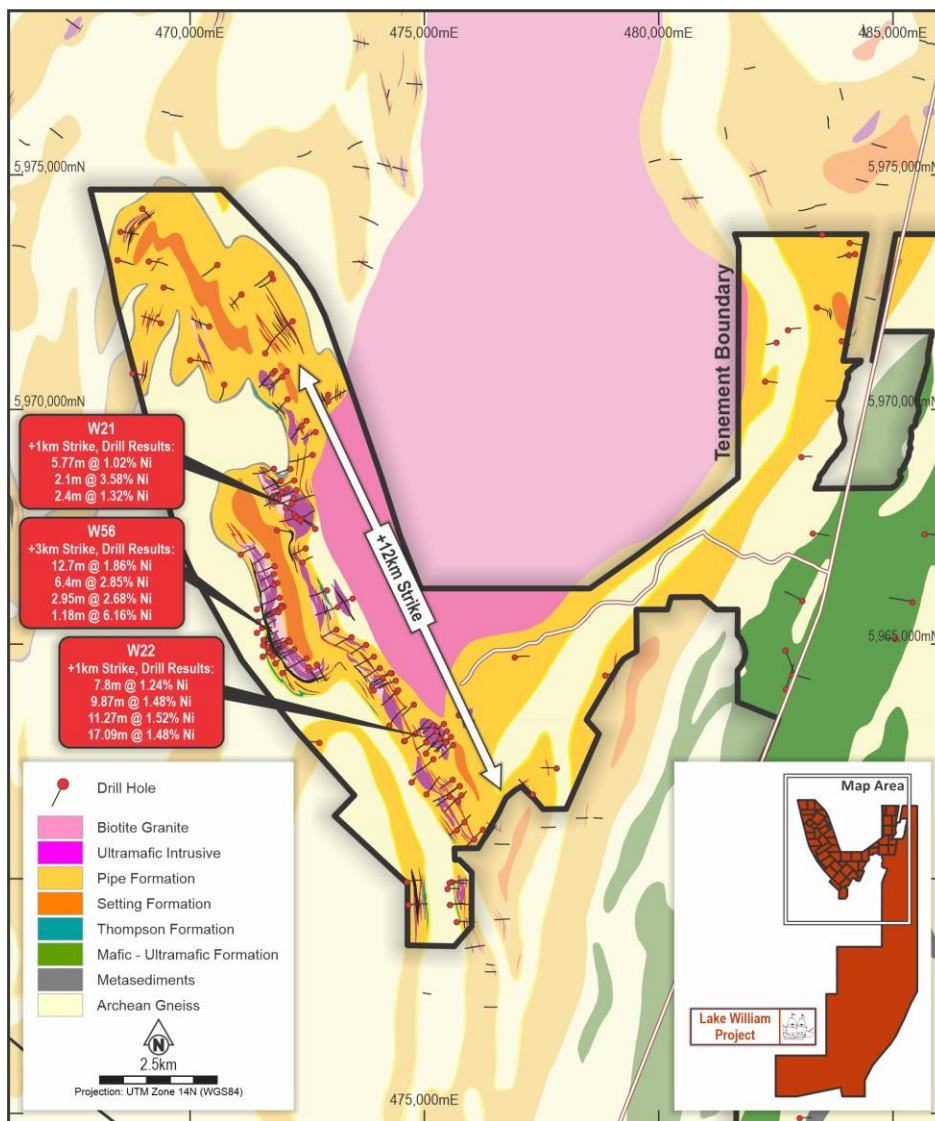 470,000mE
475,000mE
480,000mE
485,000mE
5,975,000mN
5,975,000mN
Tenement Boundary
5,970,000mN
5,970,000mN
W21
+1km Strike, Drill Results:
5.77m @ 1.02% Ni
2.1m @ 3.58% Ni
2.4m @ 1.32% Ni
+12km Strike
W56
+3km Strike, Drill Results:
12.7m @ 1.86% Ni
6.4m @ 2.85% Ni
2.95m @ 2.68% Ni
1.18m @ 6.16% Ni
5,965,000mN
W22
+1km Strike, Drill Results:
7.8m @ 1.24% Ni
9.87m @ 1.48% Ni
11.27m @ 1.52% Ni
17.09m @ 1.48% Ni
Drill Hole
Biotite Granite
Ultramafic Intrusive
Pipe Formation
Setting Formation
Thompson Formation
Mafic - Ultramafic Formation
Metasediments
Archean Gneiss
N
2.5km
Projection: UTM Zone 14N (WGS84)
475,000mE
Map Area
Lake William
Project